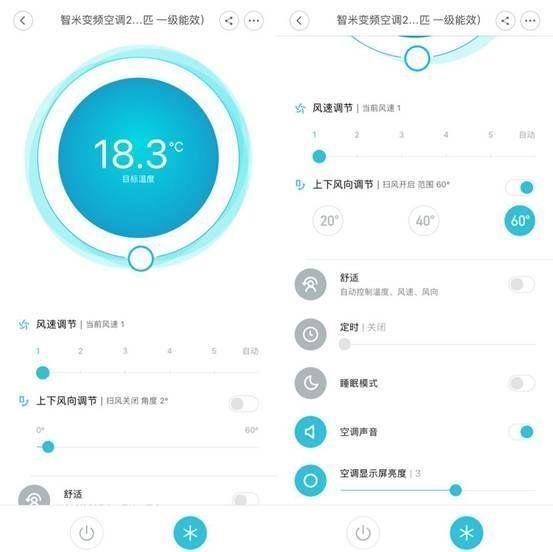 智米变频空调2...匹 一级能效）
18.3℃
目标温度
风速调节 | 当前风速 1
1 2 3 4 5 自动
上下风向调节 | 扫风关闭 角度 2°
0° 60°
舒适
智米变频空调2...匹 一级能效）
风速调节 | 当前风速 1
1 2 3 4 5 自动
上下风向调节 | 扫风开启 范围 60°
20° 40° 60°
舒适
自动控制温度、风速、风向
定时 | 关闭
睡眠模式
空调声音
空调显示屏亮度 | 3